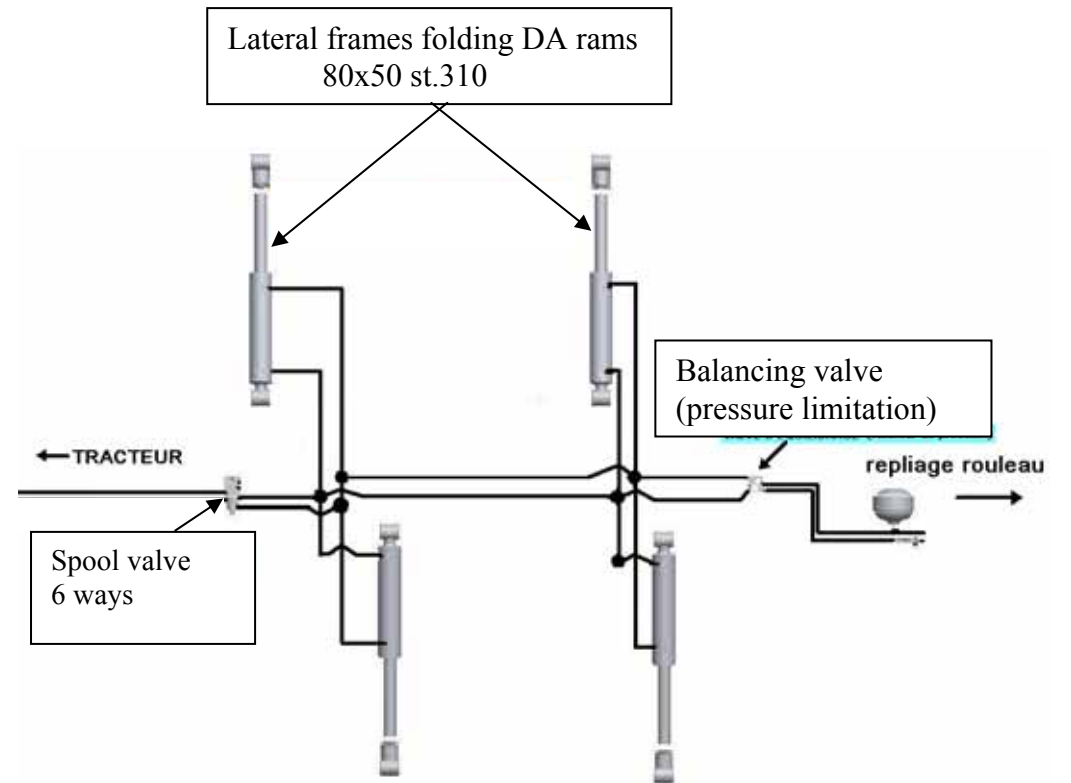 Lateral frames folding DA rams
80x50 st.310
Balancing valve
(pressure limitation)
TRACTEUR
repliage rouleau
Spool valve
6 ways